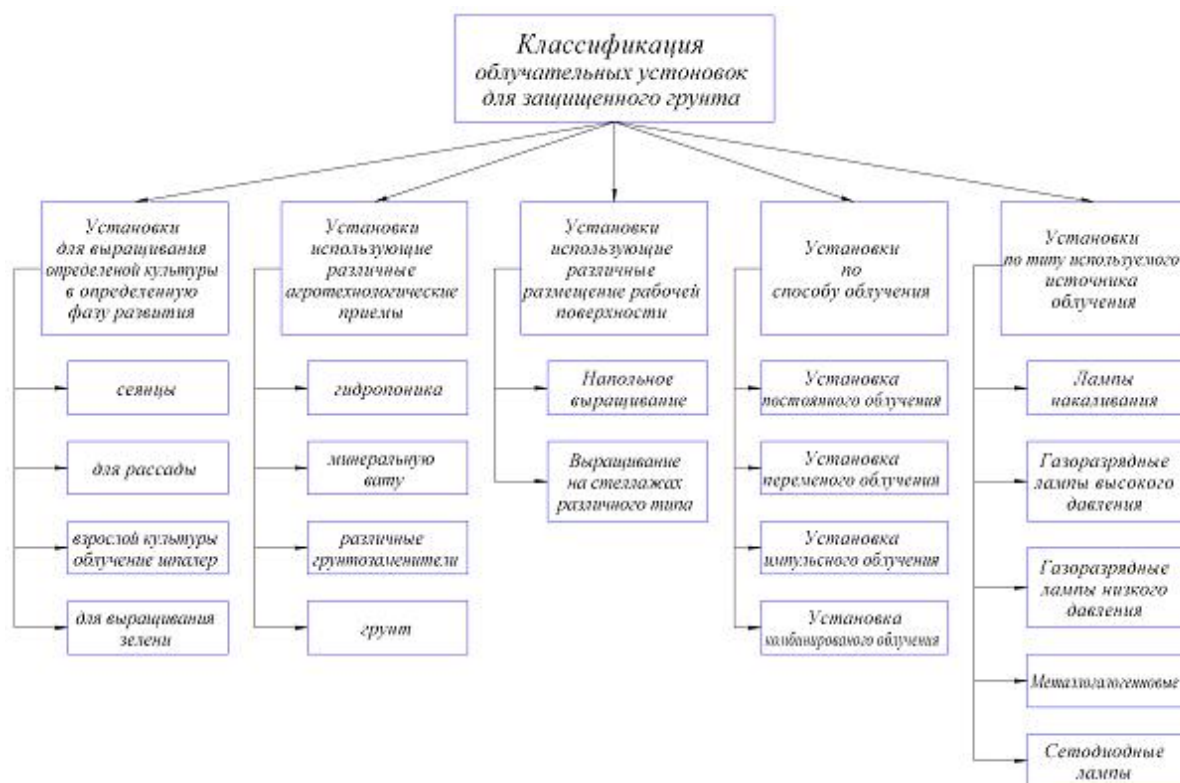 Классификация
облучательных устоновок
для защищенного грунта
Установки
для выращивания
определеной культуры
в определенную
фазу развития
сеянцы
для рассады
взрослой культуры
облучение шпалер
для выращивания
зелени
Установки
использующие
различные
агротехнологические
приемы
гидропоника
минеральную
вату
различные
грунтозаменители
грунт
Установки
использующие
различные
размещение рабочей
поверхности
Напольное
выращивание
Выращивание
на стеллажах
различного типа
Установки
по
способу облучения
Установка
постоянного облучения
Установка
переменого облучения
Установка
импульсного облучения
Установка
комбинированого облучения
Установки
по типу используемого
источника
облучения
Лампы
накаливания
Газоразрядные
лампы высокого
давления
Газоразрядные
лампы низкого
давления
Металлогалогенновые
Сетодиодные
лампы